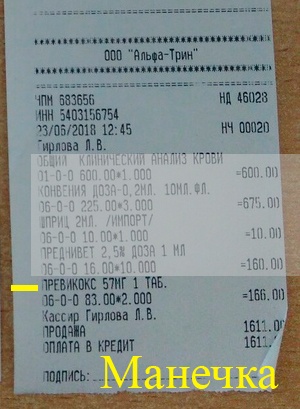 ООО "Альфа-Трин"
ЧПМ 683656 НД 46028
ИНН 5403156754
23/06/2018 12:45 НЧ 00020
Гирлова Л.В.
ОБЩИЙ КЛИНИЧЕСКИЙ АНАЛИЗ КРОВИ
01-0-0 600.00*1.000 =600.00
КОНВЕНИЯ ДОЗА-0,2МЛ. 10МЛ.ФЛ.
06-0-0 225.00*3.000 =675.00
ШПРИЦ 2МЛ. /ИМПОРТ/
06-0-0 10.00*1.000 =10.00
ПРЕДНИВЕТ 2,5% ДОЗА 1 МЛ
06-0-0 16.00*10.000 =160.00
ПРЕВИКОКС 57МГ 1 ТАБ.
06-0-0 83.00*2.000 =166.00
Кассир Гирлова Л.В.
ПРОДАЖА 1611.00
ОПЛАТА В КРЕДИТ 1611.
ПОДПИСЬ:
Манечка